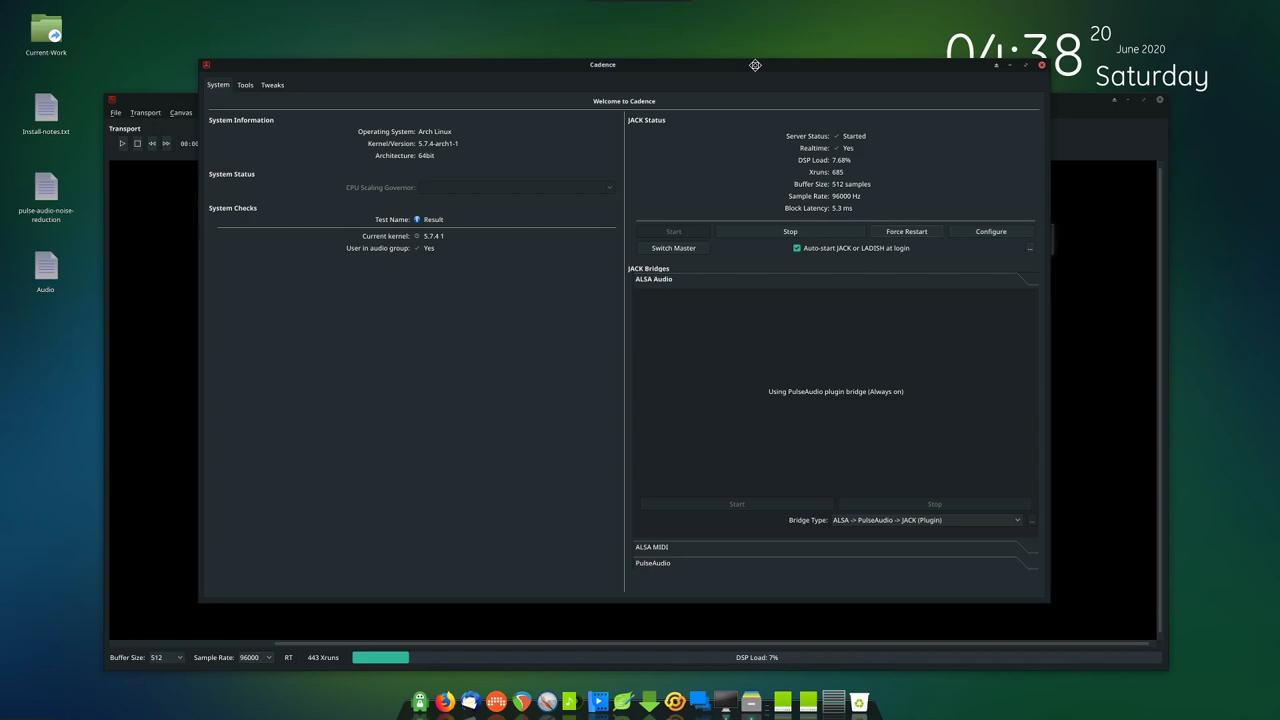 Current-Work
Install-notes.txt
pulse-audio-noise-
reduction
Audio
04:38
20
June 2020
Saturday
Cadence
System
Tools
Tweaks
Welcome to Cadence
System Information
Operating System: Arch Linux
Kernel/Version: 5.7.4-arch1-1
Architecture: 64bit
System Status
CPU Scaling Governor:
System Checks
Test Name: Result
Current kernel: 5.7.4 1
User in audio group: Yes
JACK Status
Server Status: Started
Realtime: Yes
DSP Load: 7.68%
Xruns: 685
Buffer Size: 512 samples
Sample Rate: 96000 Hz
Block Latency: 5.3 ms
Start
Stop
Force Restart
Configure
Switch Master
Auto-start JACK or LADISH at login
...
JACK Bridges
ALSA Audio
Using PulseAudio plugin bridge (Always on)
Start
Stop
Bridge Type: ALSA -> PulseAudio -> JACK (Plugin)
...
ALSA MIDI
PulseAudio
File
Transport
Canvas
Transport
00:00
Buffer Size: 512
Sample Rate: 96000
RT
443 Xruns
DSP Load: 7%